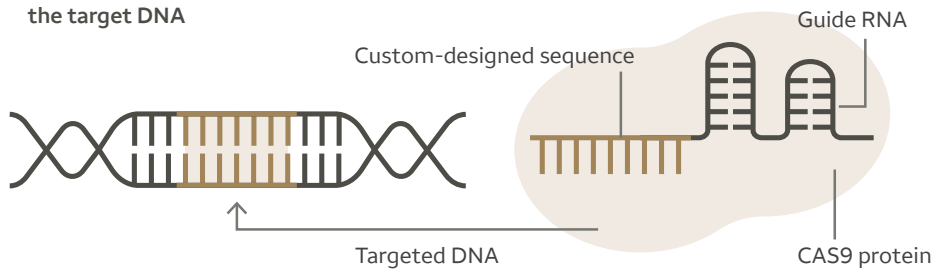 the target DNA
Guide RNA
Custom-designed sequence
Targeted DNA
CAS9 protein